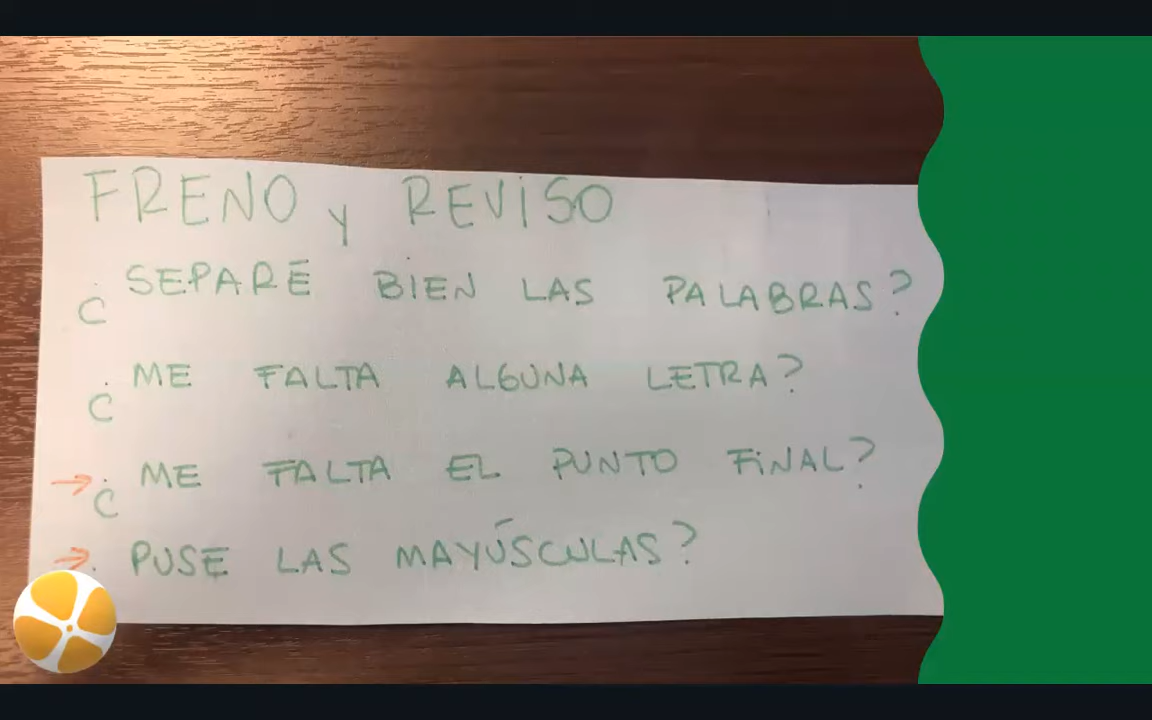 FRENO y REVISO
¿SEPARÉ BIEN LAS PALABRAS?
¿ME FALTA ALGUNA LETRA?
→ ¿ME FALTA EL PUNTO FINAL?
→ ¿PUSE LAS MAYÚSCULAS?